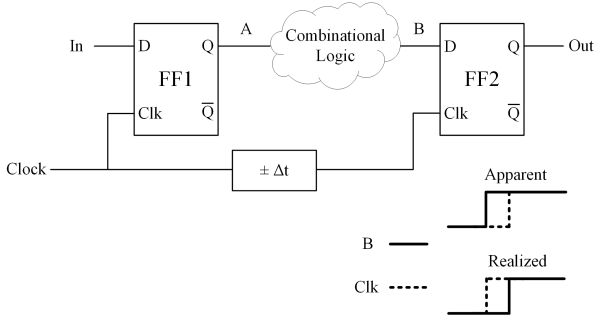 A
B
In
D
Q
Combinational
Logic
D
Q
Out
FF1
FF2
Clk
Q̅
Clk
Q̅
Clock
± Δt
Apparent
B
Realized
Clk